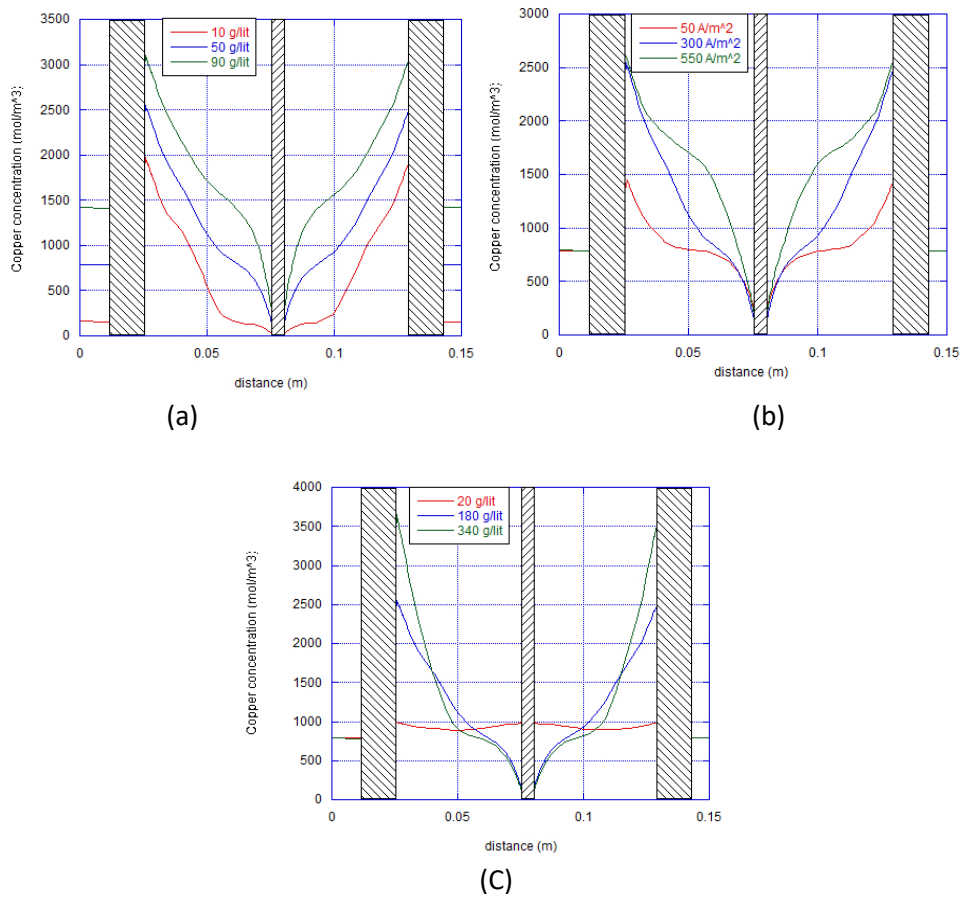 3500
3000
2500
2000
1500
1000
500
0
Copper concentration (mol/m^3}
10 g/lit
50 g/lit
90 g/lit
0 0.05 0.1 0.15
distance (m)
(a)
3000
2500
2000
1500
1000
500
0
Copper concentration (mol/m^3}
50 A/m^2
300 A/m^2
550 A/m^2
0 0.05 0.1 0.15
distance (m)
(b)
4000
3500
3000
2500
2000
1500
1000
500
0
Copper concentration (mol/m^3}
20 g/lit
180 g/lit
340 g/lit
0 0.05 0.1 0.15
distance (m)
(C)